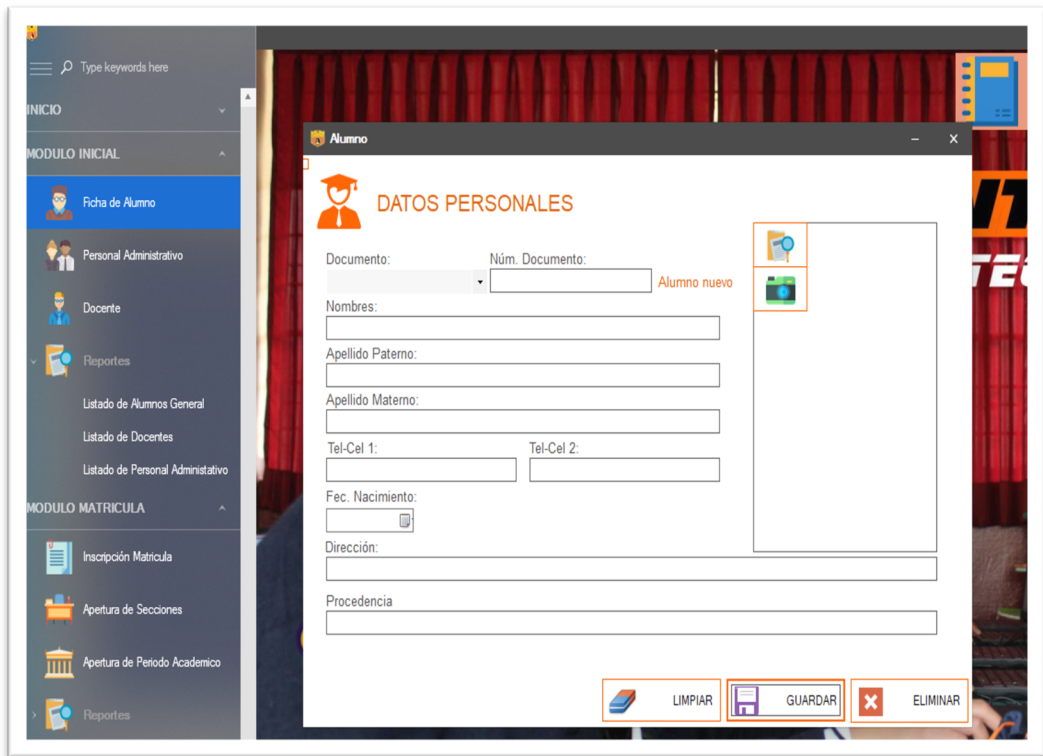 Type keywords here
INICIO
MODULO INICIAL
Ficha de Alumno
Personal Administrativo
Docente
Reportes
Listado de Alumnos General
Listado de Docentes
Listado de Personal Administativo
MODULO MATRICULA
Inscripción Matricula
Apertura de Secciones
Apertura de Periodo Academico
Reportes
Alumno
DATOS PERSONALES
Documento: Núm. Documento:
Alumno nuevo
Nombres:
Apellido Paterno:
Apellido Materno:
Tel-Cel 1: Tel-Cel 2:
Fec. Nacimiento:
Dirección:
Procedencia
LIMPIAR GUARDAR ELIMINAR